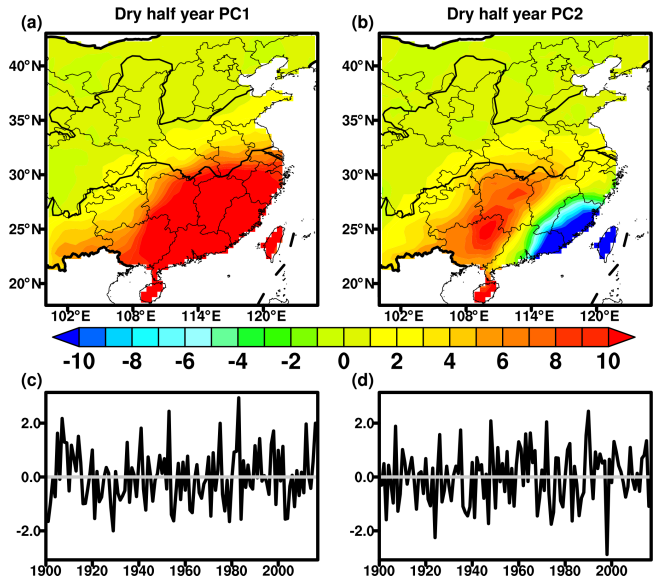 (a) Dry half year PC1 (b) Dry half year PC2
40°N 40°N
35°N 35°N
30°N 30°N
25°N 25°N
20°N 20°N
102°E 108°E 114°E 120°E 102°E 108°E 114°E 120°E
-10 -8 -6 -4 -2 0 2 4 6 8 10
(c) (d)
2.0 2.0
0.0 0.0
-2.0 -2.0
1900 1920 1940 1960 1980 2000 1900 1920 1940 1960 1980 2000